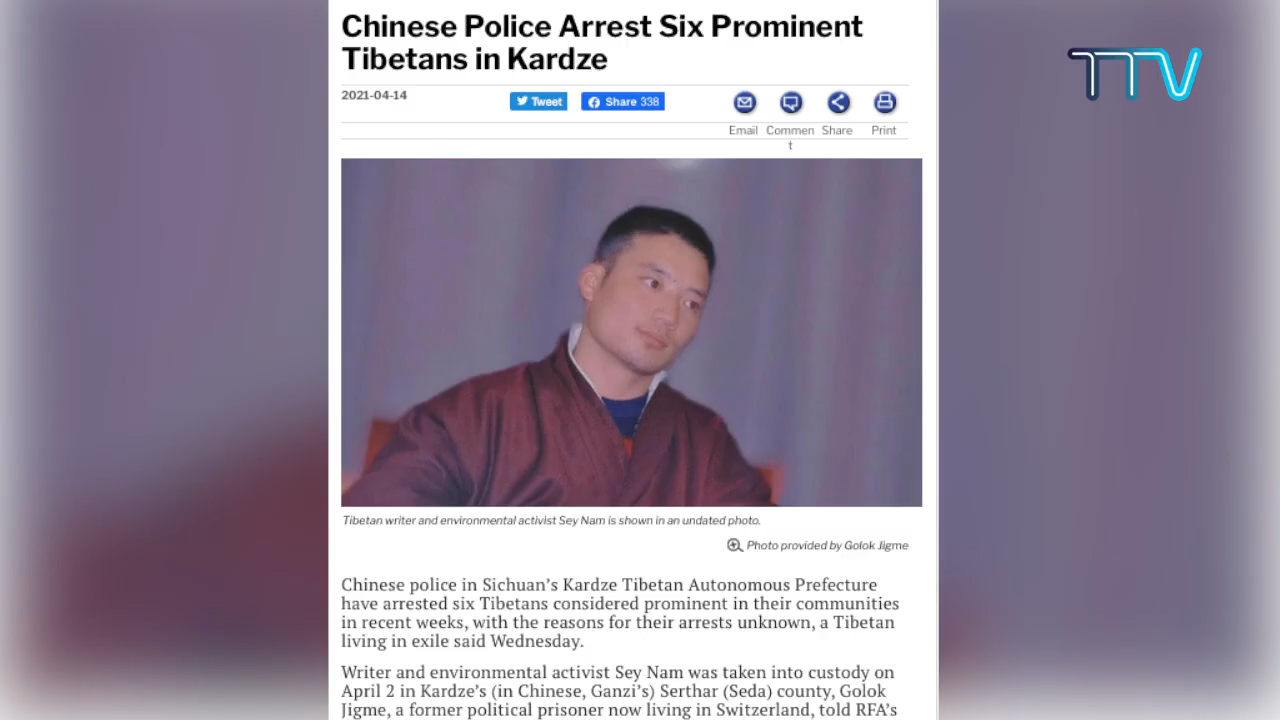 Chinese Police Arrest Six Prominent
Tibetans in Kardze
TTV
2021-04-14
Tweet
Share 338
Email
Commen
t
Share
Print
Tibetan writer and environmental activist Sey Nam is shown in an undated photo.
Photo provided by Golok Jigme
Chinese police in Sichuan’s Kardze Tibetan Autonomous Prefecture
have arrested six Tibetans considered prominent in their communities
in recent weeks, with the reasons for their arrests unknown, a Tibetan
living in exile said Wednesday.
Writer and environmental activist Sey Nam was taken into custody on
April 2 in Kardze’s (in Chinese, Ganzi’s) Serthar (Seda) county, Golok
Jigme, a former political prisoner now living in Switzerland, told RFA’s